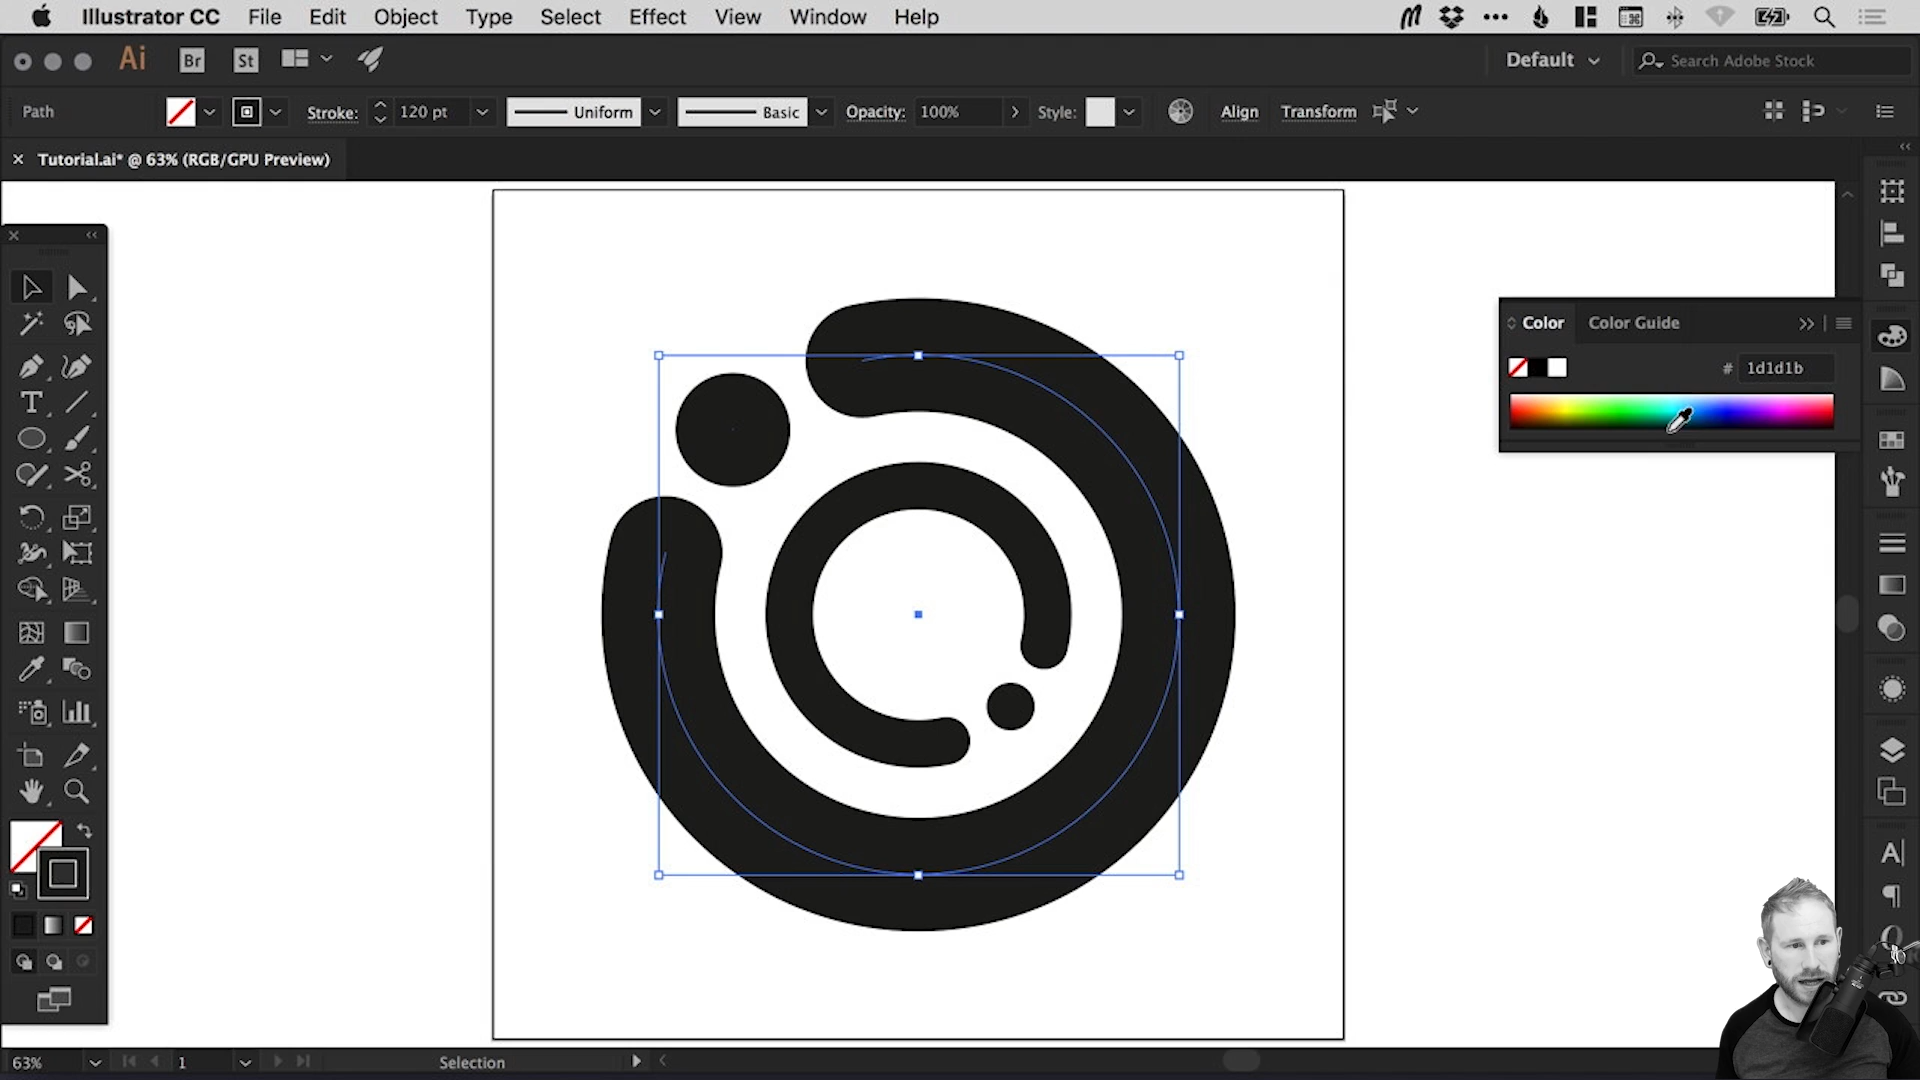 Illustrator CC File Edit Object Type Select Effect View Window Help
Ai Br St Default Search Adobe Stock
Path Stroke: 120 pt Uniform Basic Opacity: 100% Style: Align Transform
Tutorial.ai* @ 63% (RGB/GPU Preview)
Color Color Guide
# 1d1d1b
63% 1 Selection